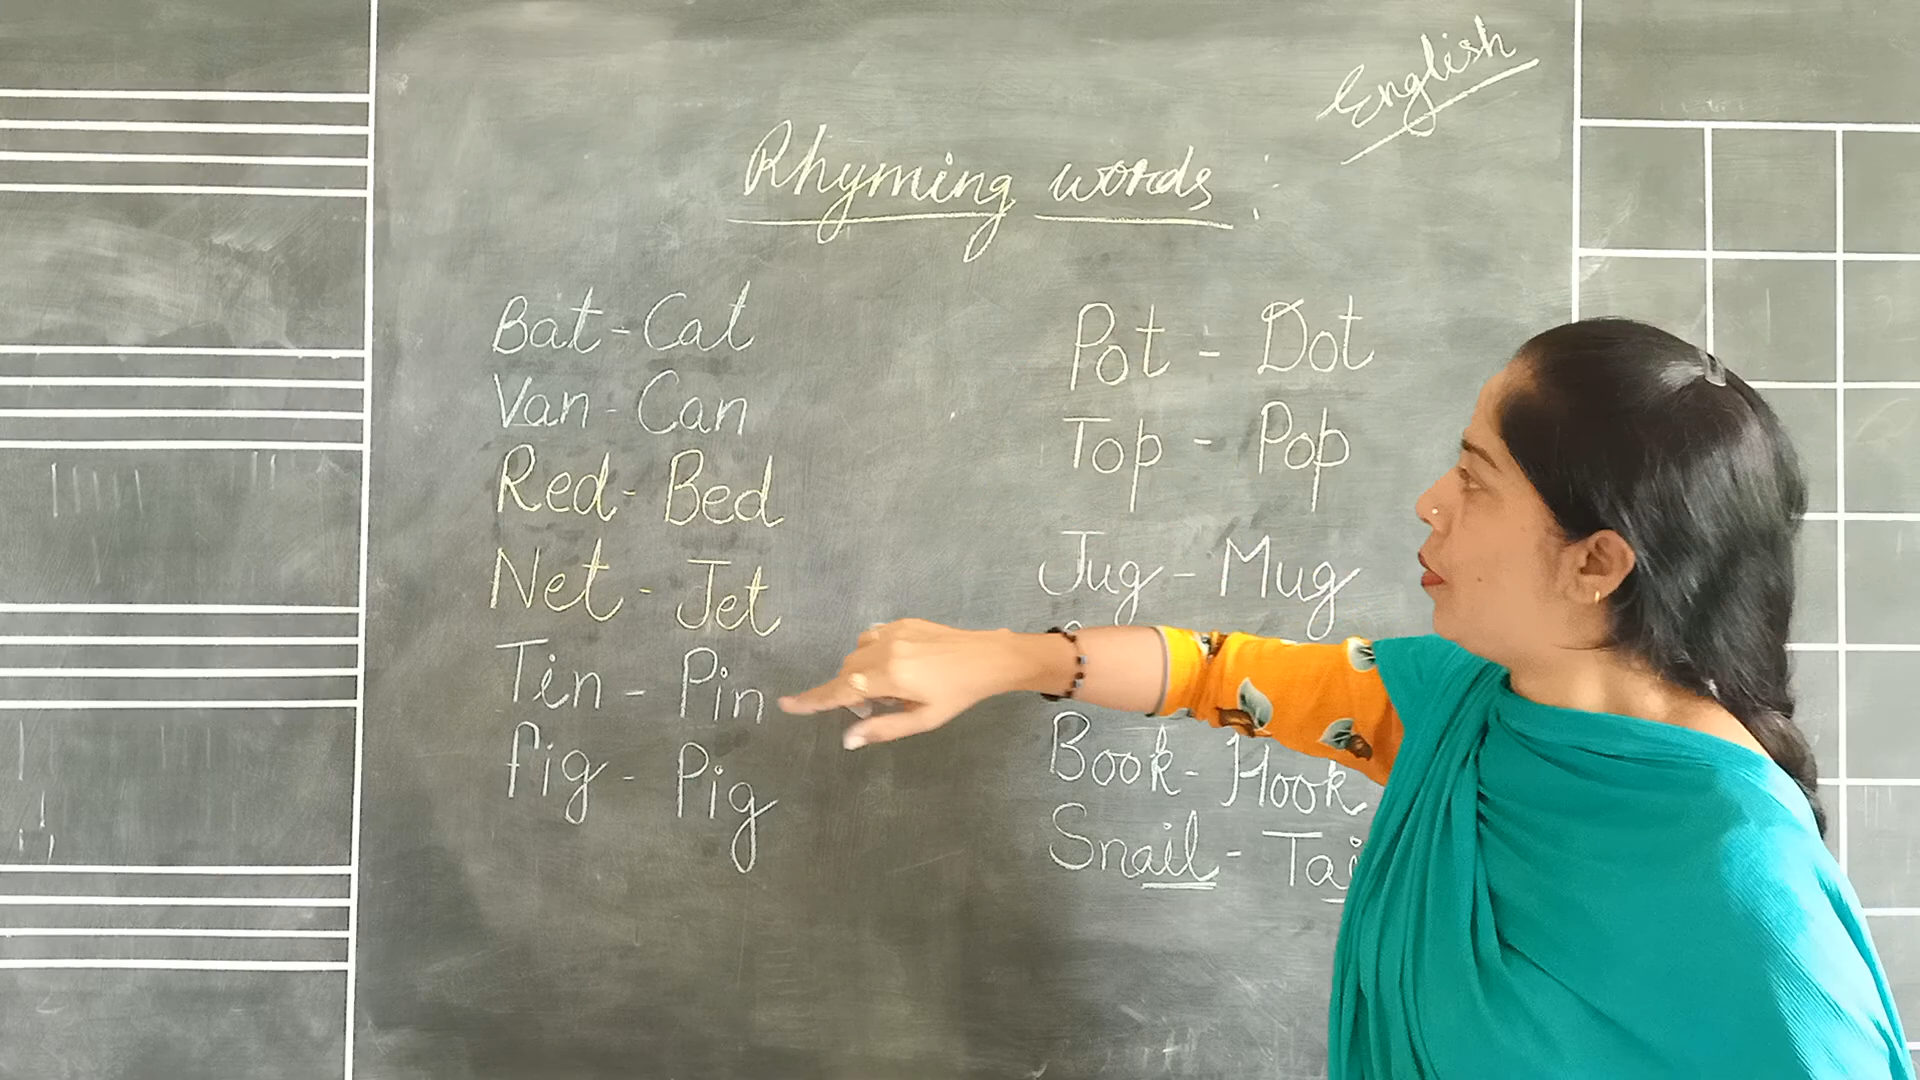 English
Rhyming words :
Bat - Cat
Van - Can
Red - Bed
Net - Jet
Tin - Pin
fig - Pig
Pot - Dot
Top - Pop
Jug - Mug
Book - Hook
Snail - Tai